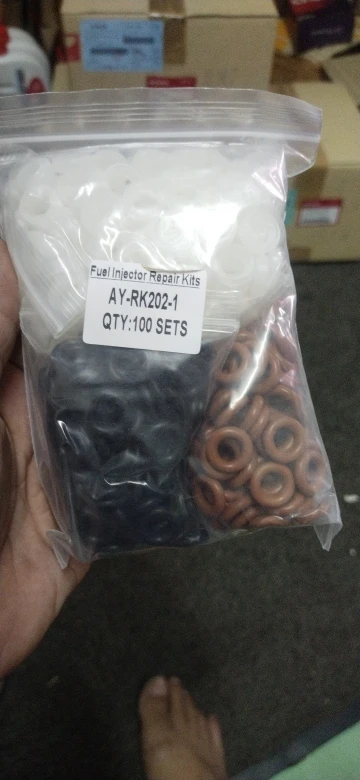 Fuel Injector Repair Kits
AY-RK202-1
QTY:100 SETS